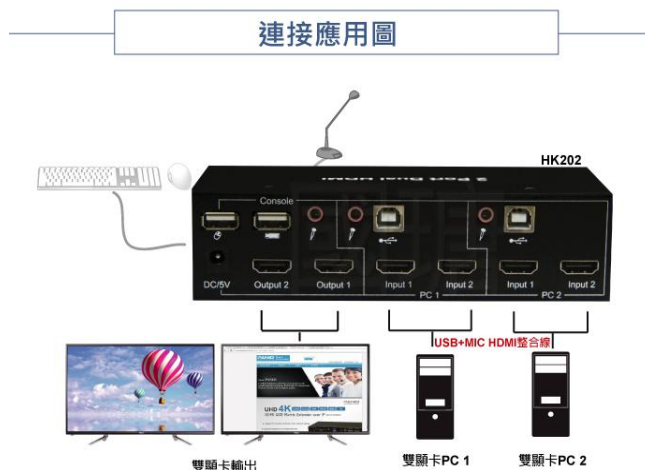 連接應用圖
HK202
2 Port Dual HDMI
Console
DC/5V
Output 2
Output 1
Input 1
Input 2
Input 1
Input 2
PC 1
PC 2
USB+MIC HDMI整合線
UHD 4K
雙顯卡輸出
雙顯卡PC 1
雙顯卡PC 2